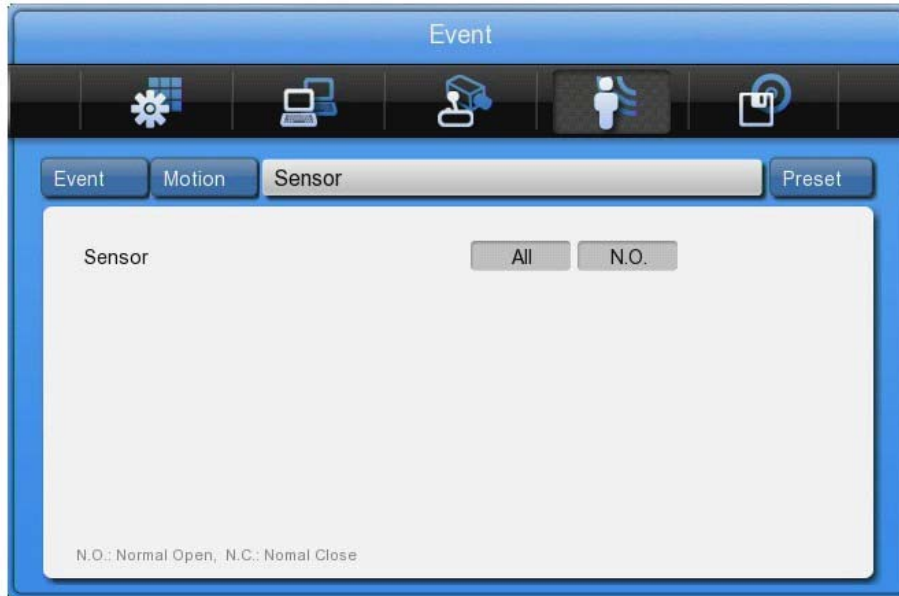 Event
Event Motion Sensor Preset
Sensor All N.O.
N.O.: Normal Open, N.C.: Nomal Close